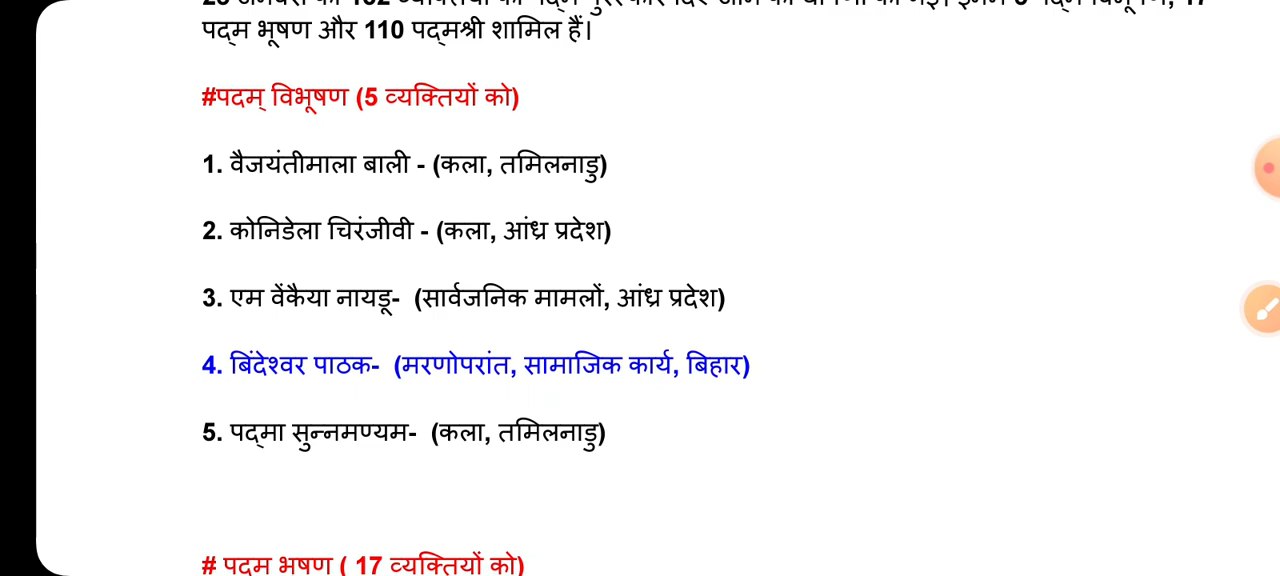 पद्म भूषण और 110 पद्मश्री शामिल हैं।
#पदम् विभूषण (5 व्यक्तियों को)
1. वैजयंतीमाला बाली - (कला, तमिलनाडु)
2. कोनिडेला चिरंजीवी - (कला, आंध्र प्रदेश)
3. एम वेंकैया नायडू- (सार्वजनिक मामलों, आंध्र प्रदेश)
4. बिंदेश्वर पाठक- (मरणोपरांत, सामाजिक कार्य, बिहार)
5. पद्मा सुन्नमण्यम- (कला, तमिलनाडु)
# पदम भूषण ( 17 व्यक्तियों को)